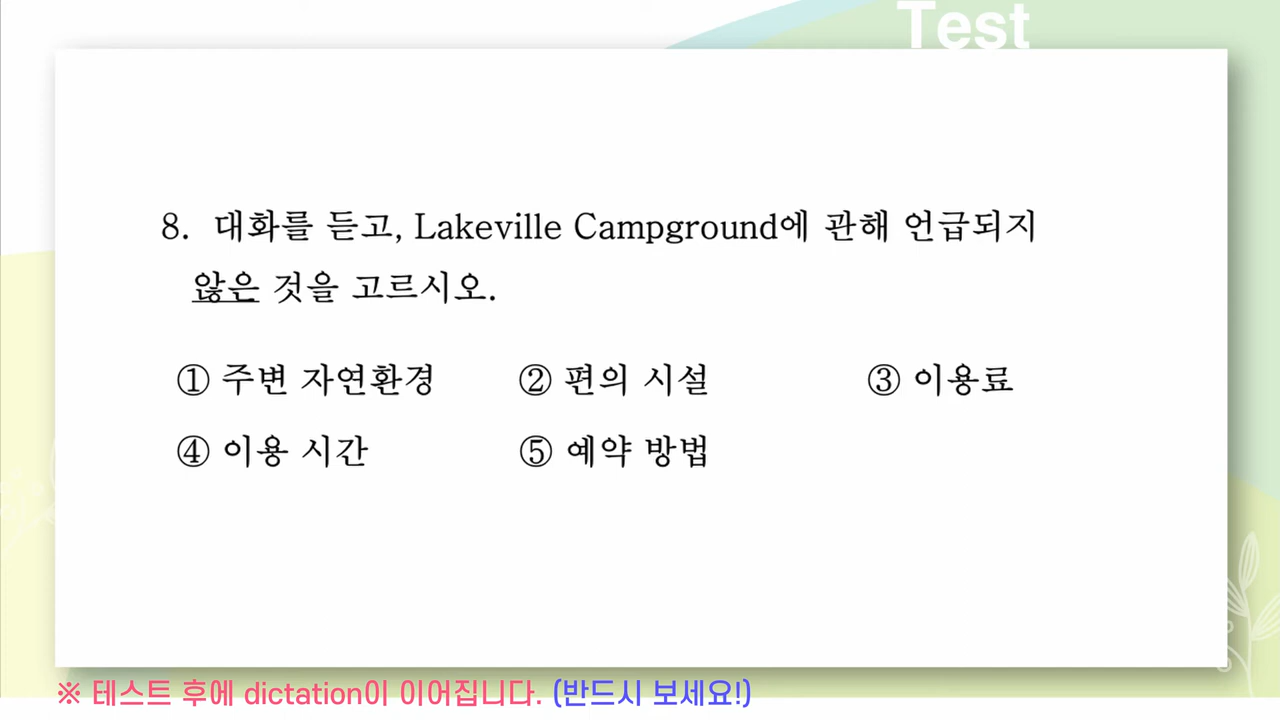 Test
8. 대화를 듣고, Lakeville Campground에 관해 언급되지
않은 것을 고르시오.
① 주변 자연환경 ② 편의 시설 ③ 이용료
④ 이용 시간 ⑤ 예약 방법
※ 테스트 후에 dictation이 이어집니다. (반드시 보세요!)